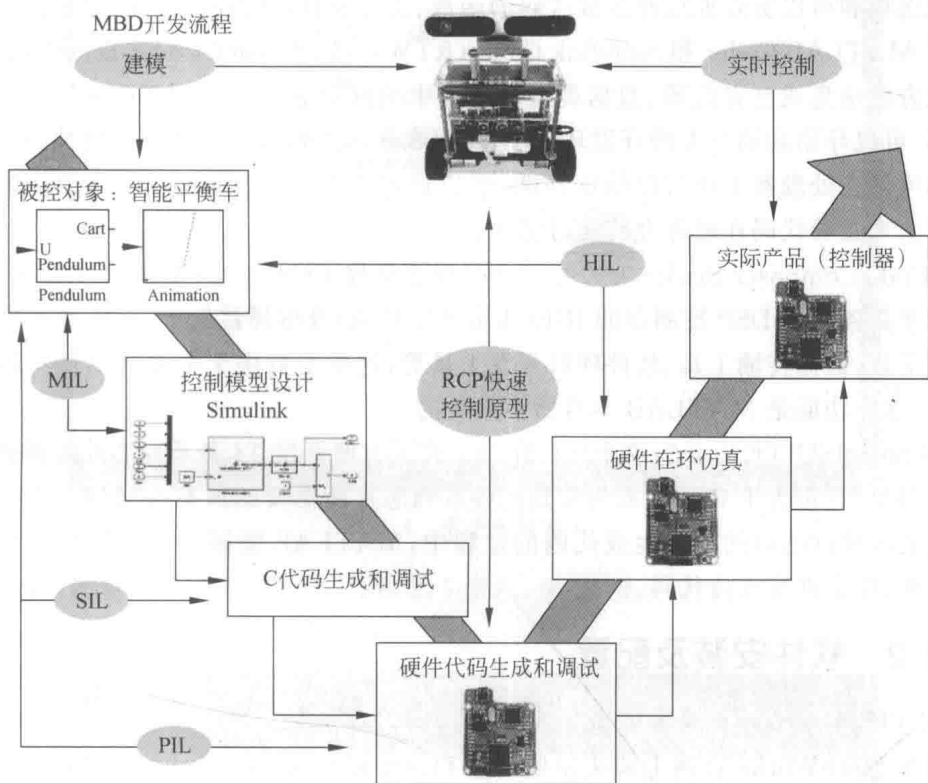 MBD开发流程
建模
实时控制
被控对象：智能平衡车
Cart
U
Pendulum
Pendulum
Animation
HIL
实际产品（控制器）
MIL
控制模型设计
Simulink
RCP快速
控制原型
硬件在环仿真
C代码生成和调试
SIL
硬件代码生成和调试
PIL